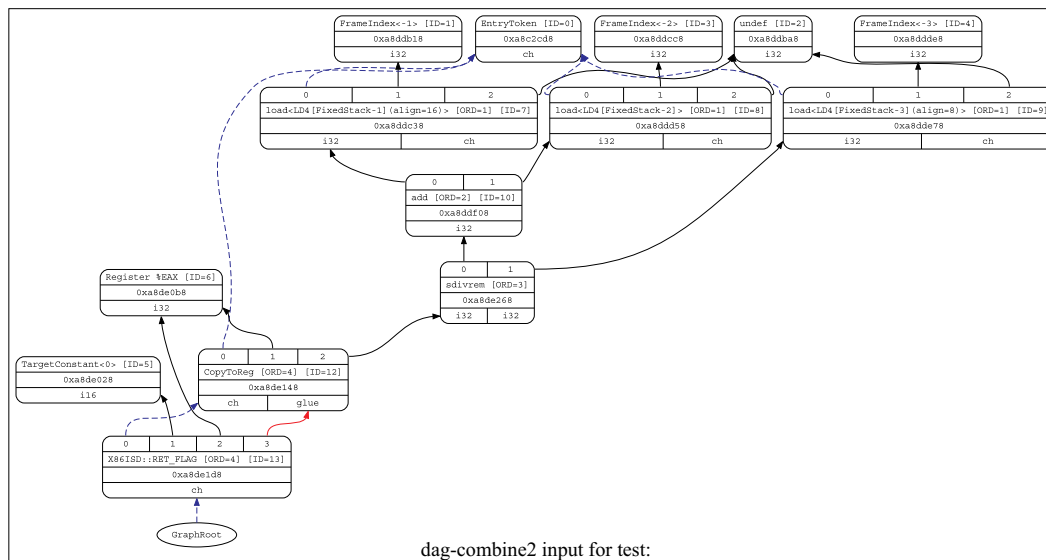 FrameIndex<-1> [ID=1]
0xa8ddb18
i32
EntryToken [ID=0]
0xa8c2cd8
ch
FrameIndex<-2> [ID=3]
0xa8ddcc8
i32
undef [ID=2]
0xa8ddba8
i32
FrameIndex<-3> [ID=4]
0xa8ddde8
i32
0 1 2
load<LD4[FixedStack-1](align=16)> [ORD=1] [ID=7]
0xa8ddc38
i32 ch
0 1 2
load<LD4[FixedStack-2]> [ORD=1] [ID=8]
0xa8ddd58
i32 ch
0 1 2
load<LD4[FixedStack-3](align=8)> [ORD=1] [ID=9]
0xa8dde78
i32 ch
0 1
add [ORD=2] [ID=10]
0xa8ddf08
i32
0 1
sdivrem [ORD=3]
0xa8de268
i32 i32
Register %EAX [ID=6]
0xa8de0b8
i32
TargetConstant<0> [ID=5]
0xa8de028
i16
0 1 2
CopyToReg [ORD=4] [ID=12]
0xa8de148
ch glue
0 1 2 3
X86ISD::RET_FLAG [ORD=4] [ID=13]
0xa8de1d8
ch
GraphRoot
dag-combine2 input for test: